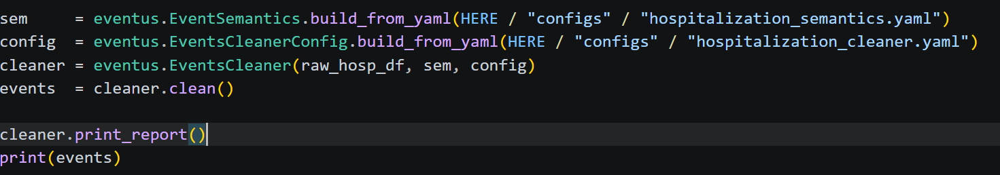 sem     = eventus.EventSemantics.build_from_yaml(HERE / "configs" / "hospitalization_semantics.yaml")
config  = eventus.EventsCleanerConfig.build_from_yaml(HERE / "configs" / "hospitalization_cleaner.yaml")
cleaner = eventus.EventsCleaner(raw_hosp_df, sem, config)
events  = cleaner.clean()
cleaner.print_report()
print(events)